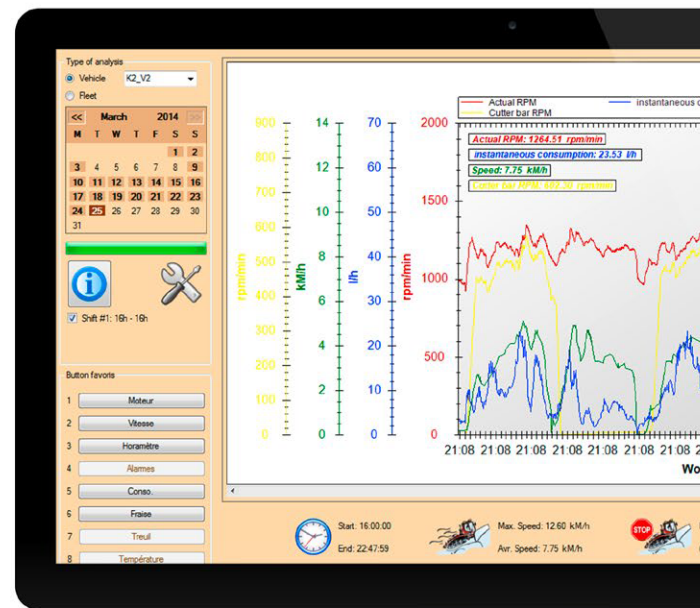 Type of analysis
Vehicle K2_V2
Fleet
<< March 2014 >>
M T W T F S S
1 2
3 4 5 6 7 8 9
10 11 12 13 14 15 16
17 18 19 20 21 22 23
24 25 26 27 28 29 30
31
Shift #1: 16h - 16h
Button favoris
1 Moteur
2 Vitesse
3 Horamètre
4 Alarmes
5 Conso.
6 Fraise
7 Treuil
8 Température
Actual RPM
instantaneous c
Cutter bar RPM
Actual RPM: 1264.51 rpm/min
instantaneous consumption: 23.53 l/h
Speed: 7.75 kM/h
Cutter bar RPM: rpm/min
900 800 700 600 500 400 300 200 100 0
rpm/min
14 12 10 8 6 4 2 0
kM/h
70 60 50 40 30 20 10 0
l/h
2000 1500 1000 500 0
rpm/min
21:08 21:08 21:08 21:08 21:08 21:08 2
Wo
Start: 16:00:00
End: 22:47:59
Max. Speed: 12.60 kM/h
Avr. Speed: 7.75 kM/h
STOP